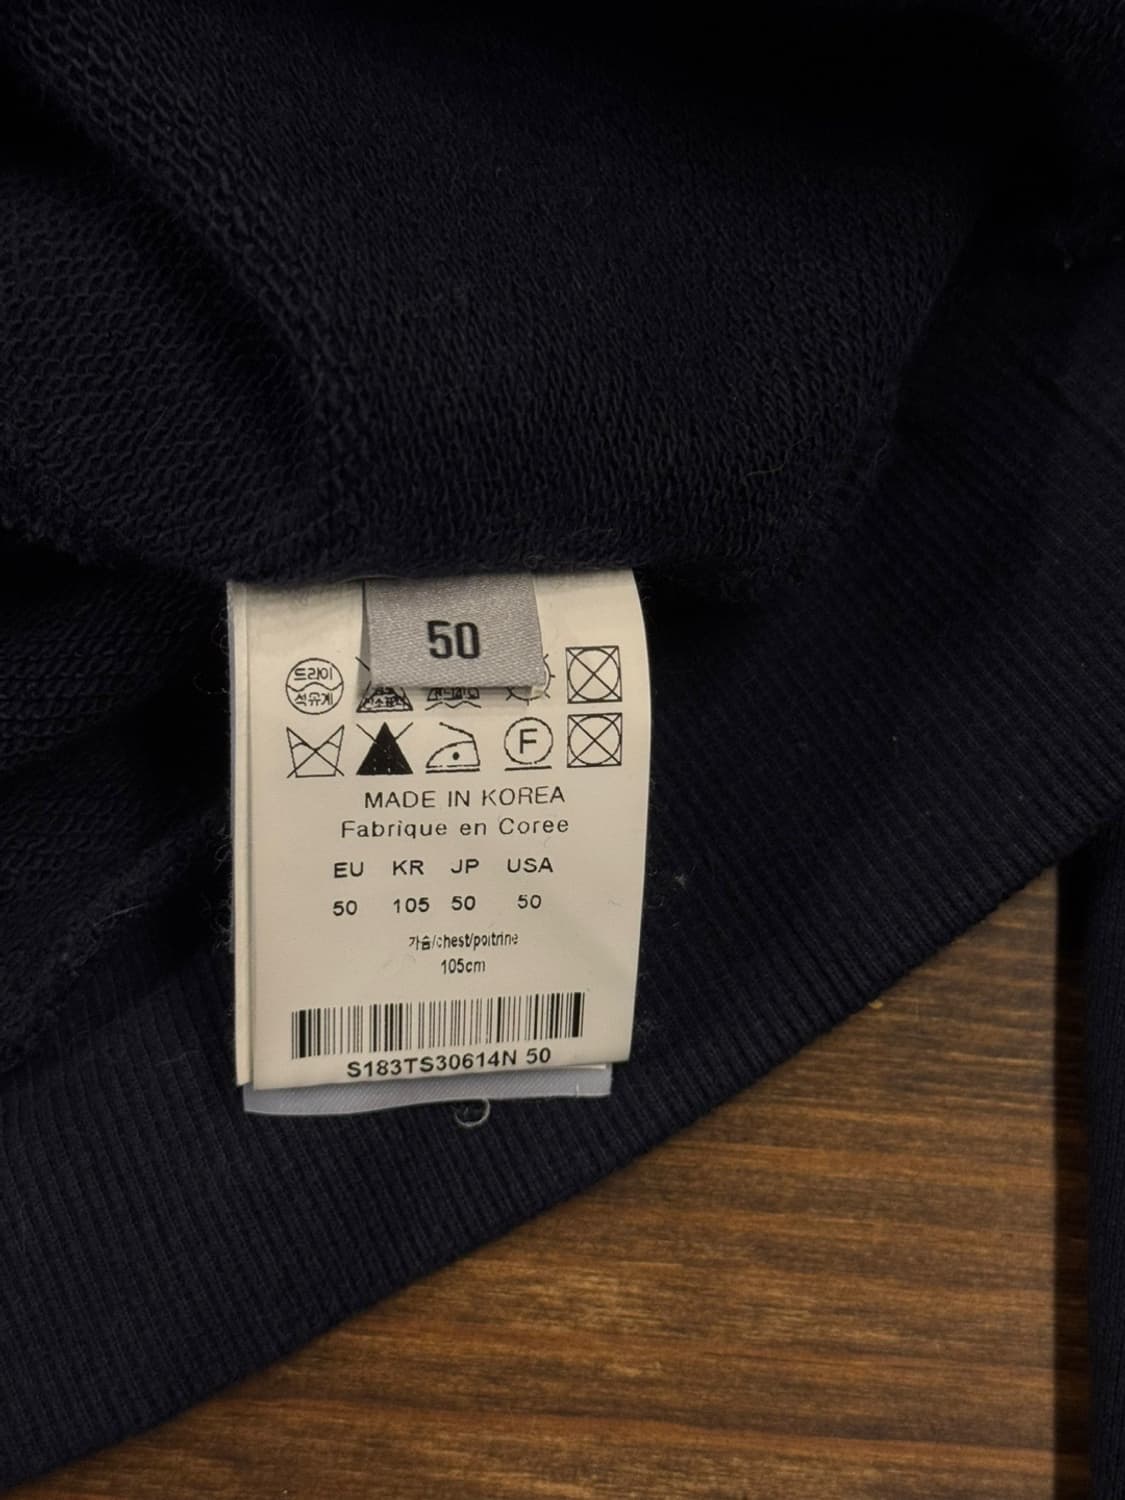 50
드라이
석유계
MADE IN KOREA
Fabrique en Coree
F
EU KR JP USA
50 105 50 50
가슴/chest/poitrine
105cm
S183TS30614N 50